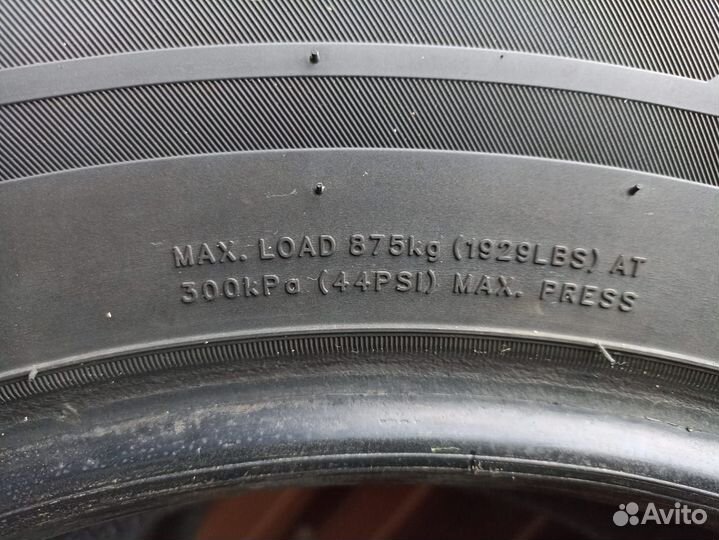 MAX. LOAD 875kg (1929LBS) AT
300kPa (44PSI) MAX. PRESS
Avito